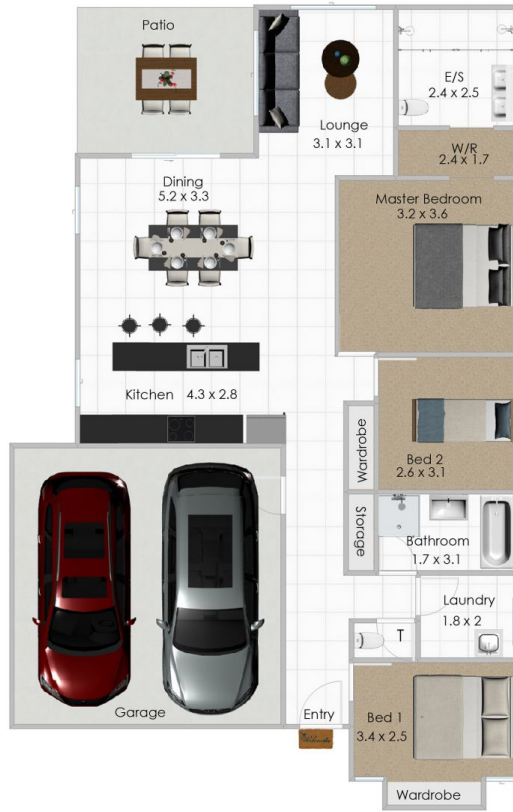 Patio
E/S
2.4 x 2.5
Lounge
3.1 x 3.1
W/R
2.4 x 1.7
Dining
5.2 x 3.3
Master Bedroom
3.2 x 3.6
Kitchen 4.3 x 2.8
Wardrobe
Bed 2
2.6 x 3.1
Storage
Bathroom
1.7 x 3.1
Laundry
1.8 x 2
T
Garage
Entry
Bed 1
3.4 x 2.5
Wardrobe